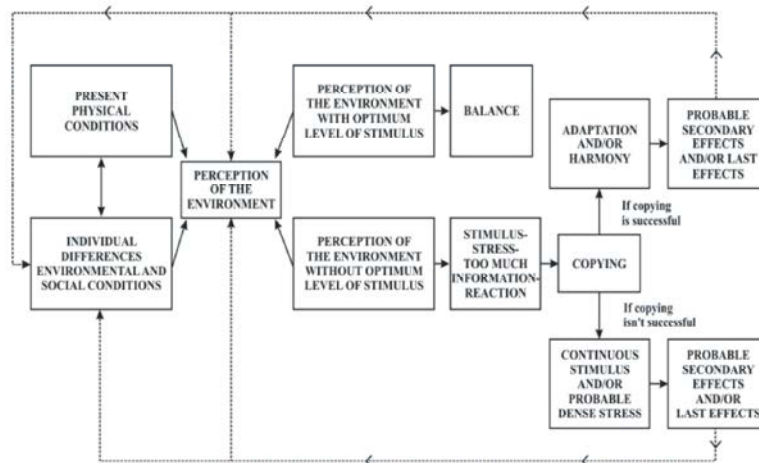 PRESENT
PHYSICAL
CONDITIONS
INDIVIDUAL
DIFFERENCES
ENVIRONMENTAL AND
SOCIAL CONDITIONS
PERCEPTION
OF THE
ENVIRONMENT
PERCEPTION OF
THE ENVIRONMENT
WITH OPTIMUM
LEVEL OF STIMULUS
BALANCE
PERCEPTION OF
THE ENVIRONMENT
WITHOUT OPTIMUM
LEVEL OF STIMULUS
STIMULUS-
STRESS-
TOO MUCH
INFORMATION-
REACTION
COPYING
If copying
is successful
ADAPTATION
AND/OR
HARMONY
PROBABLE
SECONDARY
EFFECTS
AND/OR LAST
EFFECTS
If copying
isn't successful
CONTINUOUS
STIMULUS
AND/OR
PROBABLE
DENSE STRESS
PROBABLE
SECONDARY
EFFECTS
AND/OR
LAST EFFECTS